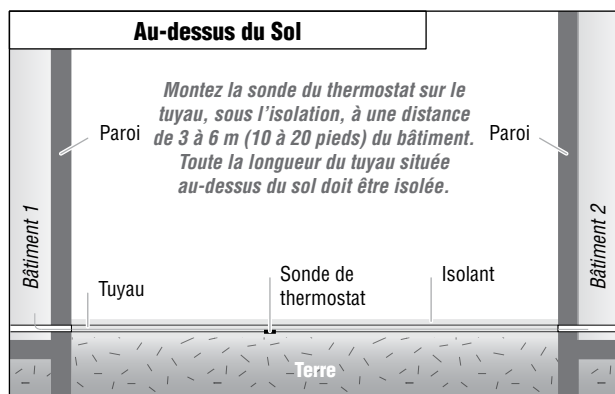 Au-dessus du Sol
Montez la sonde du thermostat sur le
tuyau, sous l'isolation, à une distance
de 3 à 6 m (10 à 20 pieds) du bâtiment.
Toute la longueur du tuyau située
au-dessus du sol doit être isolée.
Paroi
Paroi
Bâtiment 1
Bâtiment 2
Tuyau
Sonde de
thermostat
Isolant
Terre